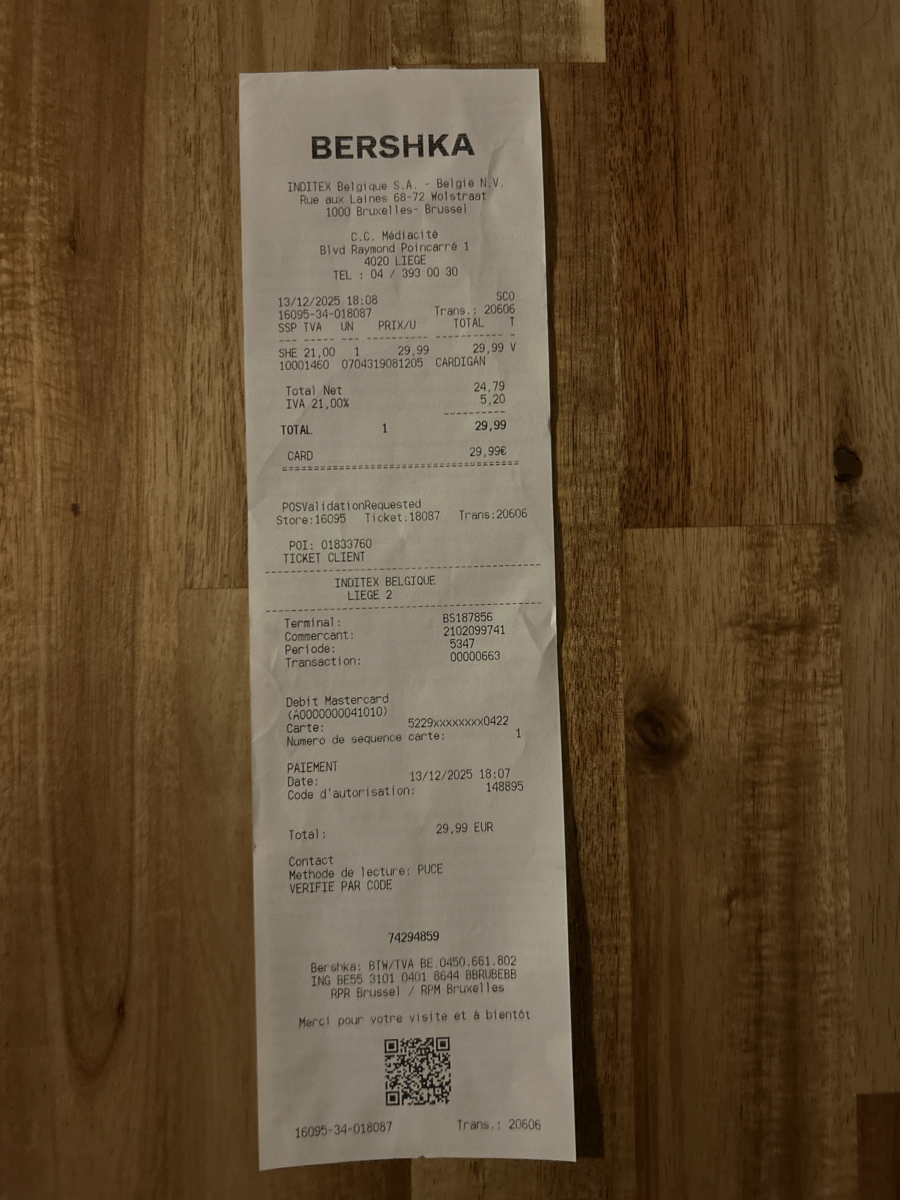 BERSHKA
INDITEX Belgique S.A. - Belgie N.V.
Rue aux Laines 68-72 Wolstraat
1000 Bruxelles- Brussel
C.C. Médiacité
Blvd Raymond Poincarré 1
4020 LIEGE
TEL : 04 / 393 00 30
13/12/2025 18:08 SCO
16095-34-018087 Trans.: 20606
SSP TVA UN PRIX/U TOTAL T
--- ----- --- ---------- ------------ -
SHE 21,00 1 29,99 29,99 V
10001460 0704319081205 CARDIGAN
Total Net 24,79
IVA 21,00% 5,20
----------
TOTAL 1 29,99
CARD 29,99€
========================================
POSValidationRequested
Store:16095 Ticket:18087 Trans:20606
POI: 01833760
TICKET CLIENT
----------------------------------------
INDITEX BELGIQUE
LIEGE 2
----------------------------------------
Terminal: BS187856
Commercant: 2102099741
Periode: 5347
Transaction: 00000663
Debit Mastercard
(A0000000041010)
Carte: 5229xxxxxxxx0422
Numero de sequence carte: 1
PAIEMENT
Date: 13/12/2025 18:07
Code d'autorisation: 148895
Total: 29,99 EUR
Contact
Methode de lecture: PUCE
VERIFIE PAR CODE
74294859
Bershka: BTW/TVA BE.0450.661.802
ING BE55 3101 0401 8644 BBRUBEBB
RPR Brussel / RPM Bruxelles
Merci pour votre visite et à bientôt
16095-34-018087 Trans.: 20606